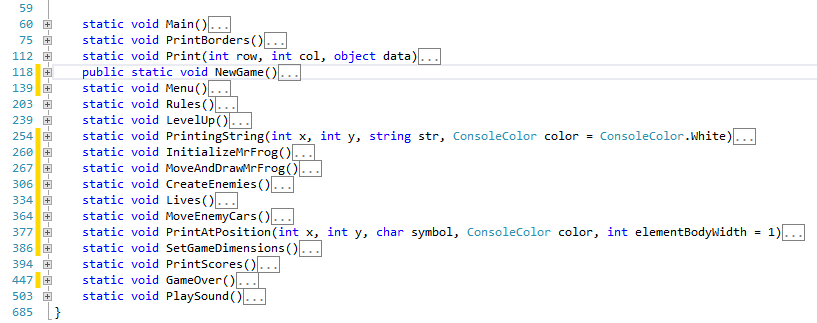 59
60 static void Main()...
75 static void PrintBorders()...
112 static void Print(int row, int col, object data)...
118 public static void NewGame()...
139 static void Menu()...
203 static void Rules()...
239 static void LevelUp()...
254 static void PrintingString(int x, int y, string str, ConsoleColor color = ConsoleColor.White)...
260 static void InitializeMrFrog()...
267 static void MoveAndDrawMrFrog()...
306 static void CreateEnemies()...
334 static void Lives()...
364 static void MoveEnemyCars()...
377 static void PrintAtPosition(int x, int y, char symbol, ConsoleColor color, int elementBodyWidth = 1)...
386 static void SetGameDimensions()...
394 static void PrintScores()...
447 static void GameOver()...
503 static void PlaySound()...
685 }